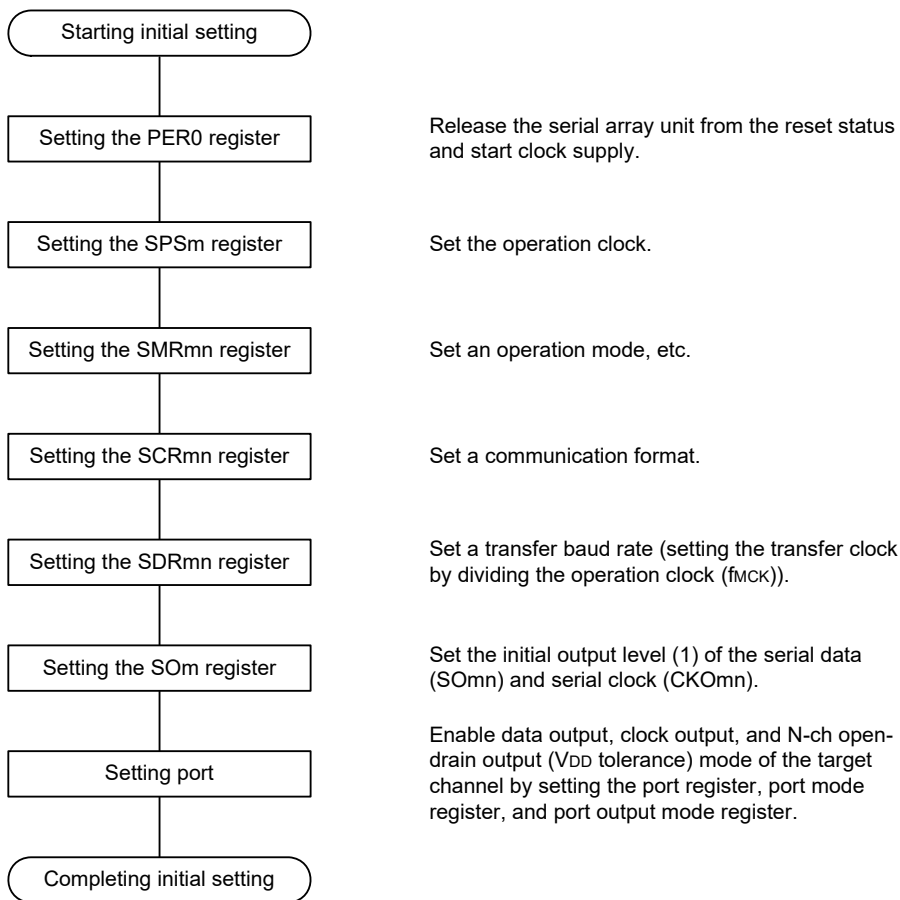 Starting initial setting
Setting the PER0 register
Release the serial array unit from the reset status
and start clock supply.
Setting the SPSm register
Set the operation clock.
Setting the SMRmn register
Set an operation mode, etc.
Setting the SCRmn register
Set a communication format.
Setting the SDRmn register
Set a transfer baud rate (setting the transfer clock
by dividing the operation clock (fMCK)).
Setting the SOm register
Set the initial output level (1) of the serial data
(SOmn) and serial clock (CKOmn).
Setting port
Enable data output, clock output, and N-ch open-
drain output (VDD tolerance) mode of the target
channel by setting the port register, port mode
register, and port output mode register.
Completing initial setting